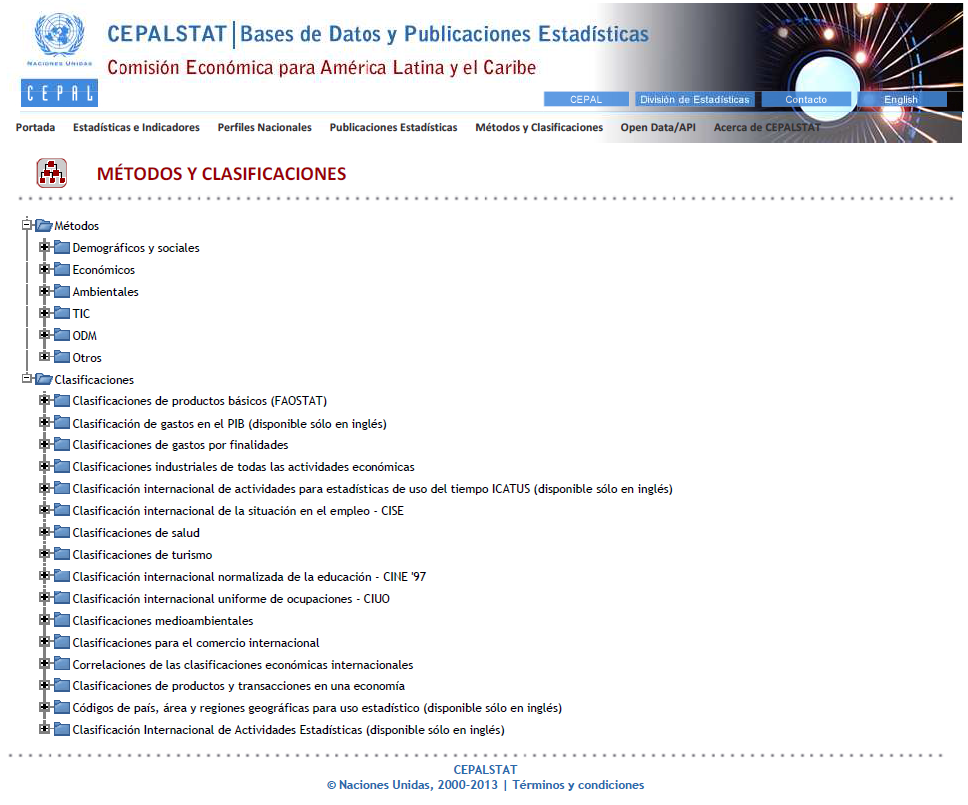 CEPALSTAT | Bases de Datos y Publicaciones Estadísticas
NACIONES UNIDAS
Comisión Económica para América Latina y el Caribe
CEPAL
CEPAL División de Estadísticas Contacto English
Portada Estadísticas e Indicadores Perfiles Nacionales Publicaciones Estadísticas Métodos y Clasificaciones Open Data/API Acerca de CEPALSTAT
MÉTODOS Y CLASIFICACIONES
Métodos
Demográficos y sociales
Económicos
Ambientales
TIC
ODM
Otros
Clasificaciones
Clasificaciones de productos básicos (FAOSTAT)
Clasificación de gastos en el PIB (disponible sólo en inglés)
Clasificaciones de gastos por finalidades
Clasificaciones industriales de todas las actividades económicas
Clasificación internacional de actividades para estadísticas de uso del tiempo ICATUS (disponible sólo en inglés)
Clasificación internacional de la situación en el empleo - CISE
Clasificaciones de salud
Clasificaciones de turismo
Clasificación internacional normalizada de la educación - CINE '97
Clasificación internacional uniforme de ocupaciones - CIUO
Clasificaciones medioambientales
Clasificaciones para el comercio internacional
Correlaciones de las clasificaciones económicas internacionales
Clasificaciones de productos y transacciones en una economía
Códigos de país, área y regiones geográficas para uso estadístico (disponible sólo en inglés)
Clasificación Internacional de Actividades Estadísticas (disponible sólo en inglés)
CEPALSTAT
© Naciones Unidas, 2000-2013 | Términos y condiciones